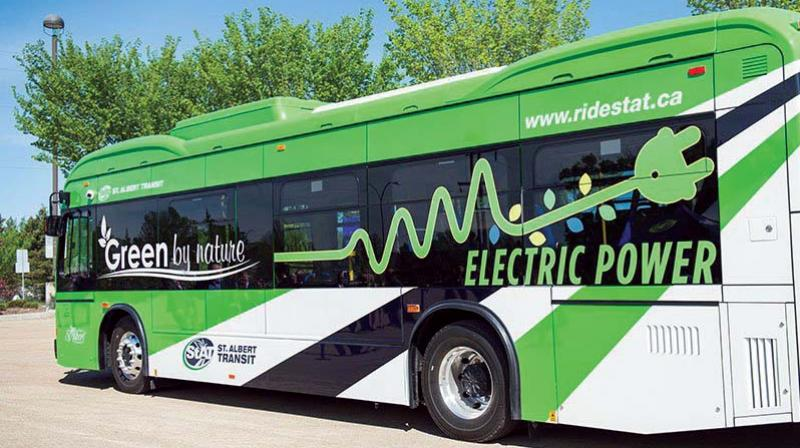 www.ridestat.ca
ST. ALBERT TRANSIT
Green by nature
ELECTRIC POWER
StAT ST. ALBERT
TRANSIT